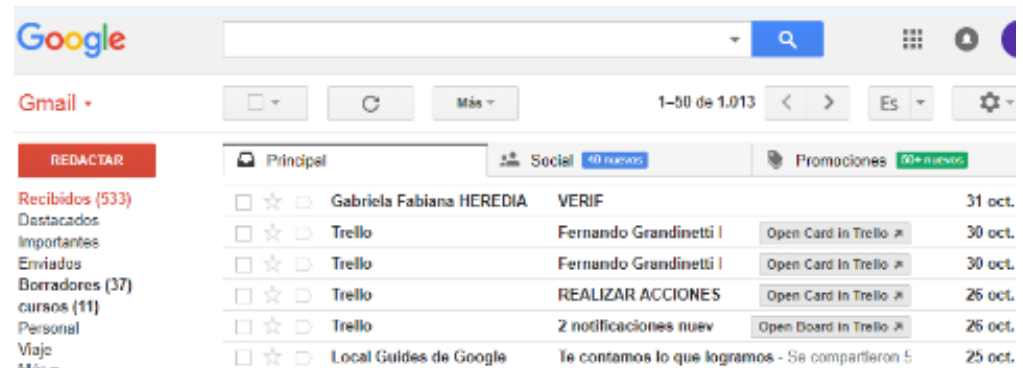 Google
Gmail
Más
1–50 de 1.013
Es
REDACTAR
Principal
Social 40 nuevos
Promociones 50+ nuevos
Recibidos (533)
Destacados
Importantes
Enviados
Borradores (37)
cursos (11)
Personal
Viaje
Gabriela Fabiana HEREDIA VERIF 31 oct.
Trello Fernando Grandinetti Open Card in Trello 30 oct.
Trello Fernando Grandinetti Open Card in Trello 30 oct.
Trello REALIZAR ACCIONES Open Card in Trello 26 oct.
Trello 2 notificaciones nuev Open Board in Trello 26 oct.
Local Guides de Google Te contamos lo que logramos - Se compartieron 5 25 oct.